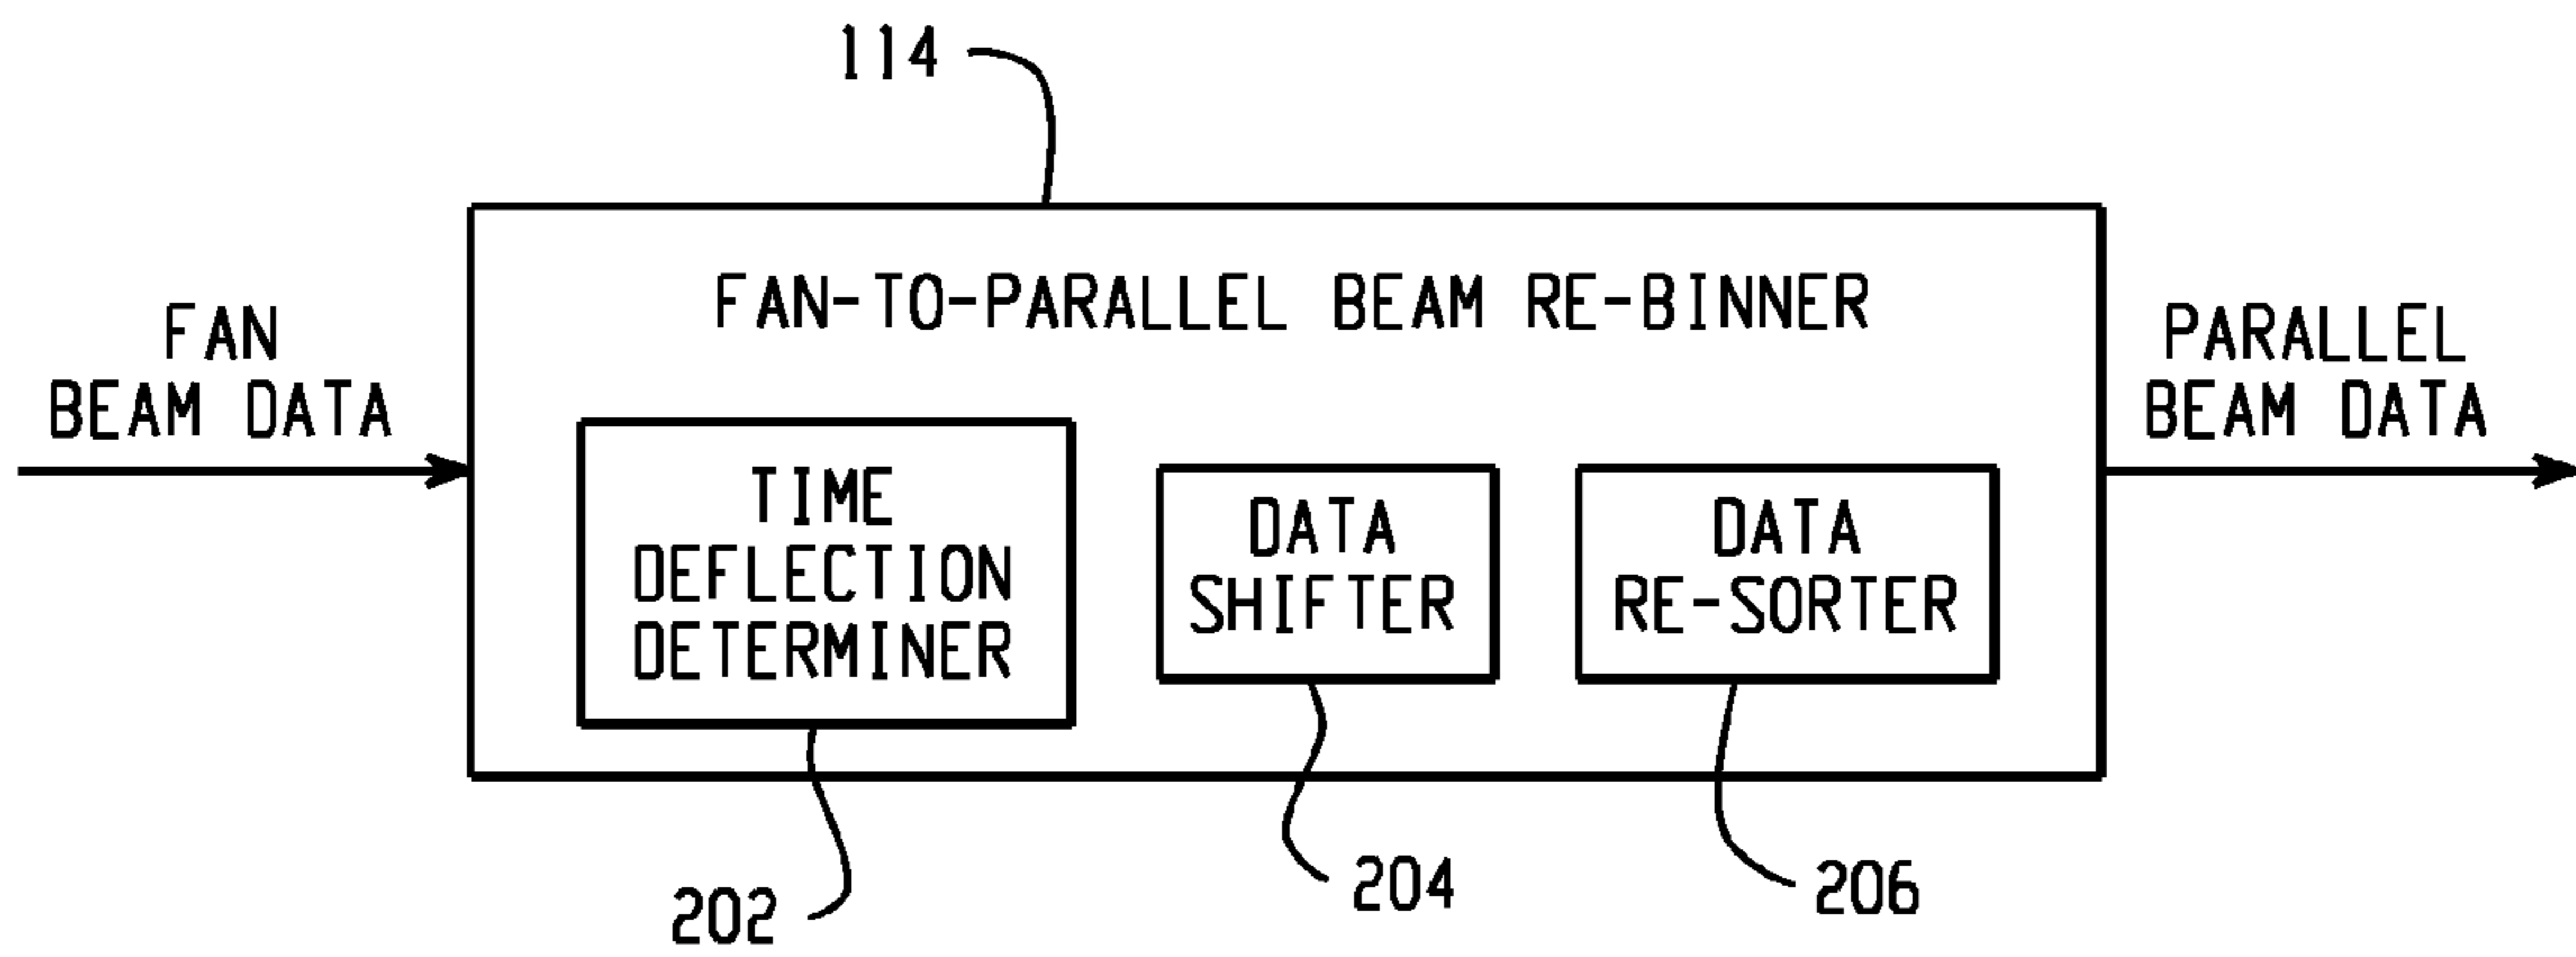 114
FAN-TO-PARALLEL BEAM RE-BINNER
FAN
BEAM DATA
PARALLEL
BEAM DATA
TIME
DEFLECTION
DETERMINER
DATA
SHIFTER
DATA
RE-SORTER
202
204
206